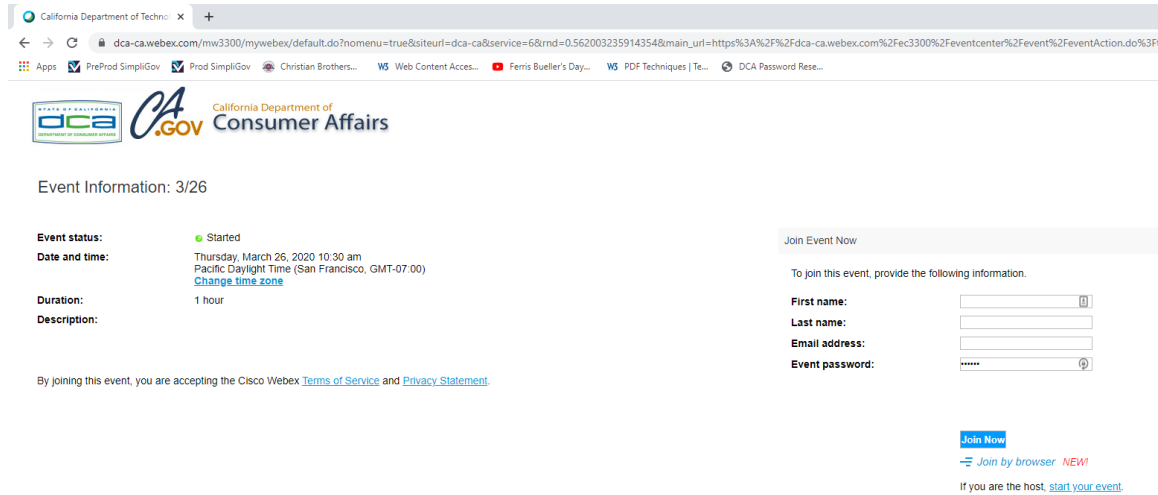 California Department of Techno
dca-ca.webex.com/mw3300/mywebex/default.do?nomenu=true&siteurl=dca-ca&service=6&rnd=0.562003235914354&main_url=https%3A%2F%2Fdca-ca.webex.com%2Fec3300%2Feventcenter%2Fevent%2FeventAction.do%3F
Apps PreProd SimpliGov Prod SimpliGov Christian Brothers... W3 Web Content Acces... Ferris Bueller's Day... W3 PDF Techniques | Te... DCA Password Rese...
STATE OF CALIFORNIA
dca
DEPARTMENT OF CONSUMER AFFAIRS
CA
.GOV
California Department of
Consumer Affairs
Event Information: 3/26
Event status: Started
Date and time: Thursday, March 26, 2020 10:30 am
Pacific Daylight Time (San Francisco, GMT-07:00)
Change time zone
Duration: 1 hour
Description:
By joining this event, you are accepting the Cisco Webex Terms of Service and Privacy Statement.
Join Event Now
To join this event, provide the following information.
First name:
Last name:
Email address:
Event password: ••••••
Join Now
Join by browser NEW!
If you are the host, start your event.